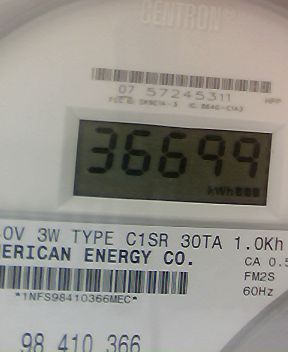 CENTRON®
07 57245311
36699
kWh
0V 3W TYPE C1SR 30TA 1.0Kh
MERICAN ENERGY CO.
CA 0.5
FM2S
60Hz
*1NFS98410366MEC*
98 410 366